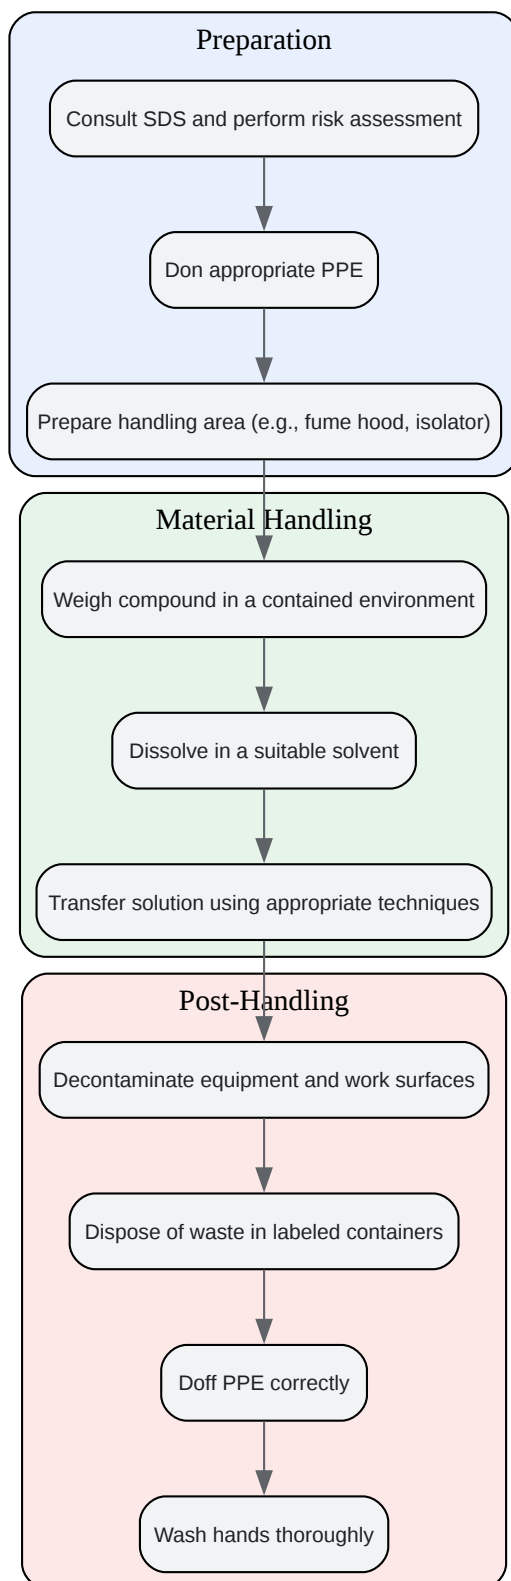 Preparation
Consult SDS and perform risk assessment
Don appropriate PPE
Prepare handling area (e.g., fume hood, isolator)
Material Handling
Weigh compound in a contained environment
Dissolve in a suitable solvent
Transfer solution using appropriate techniques
Post-Handling
Decontaminate equipment and work surfaces
Dispose of waste in labeled containers
Doff PPE correctly
Wash hands thoroughly